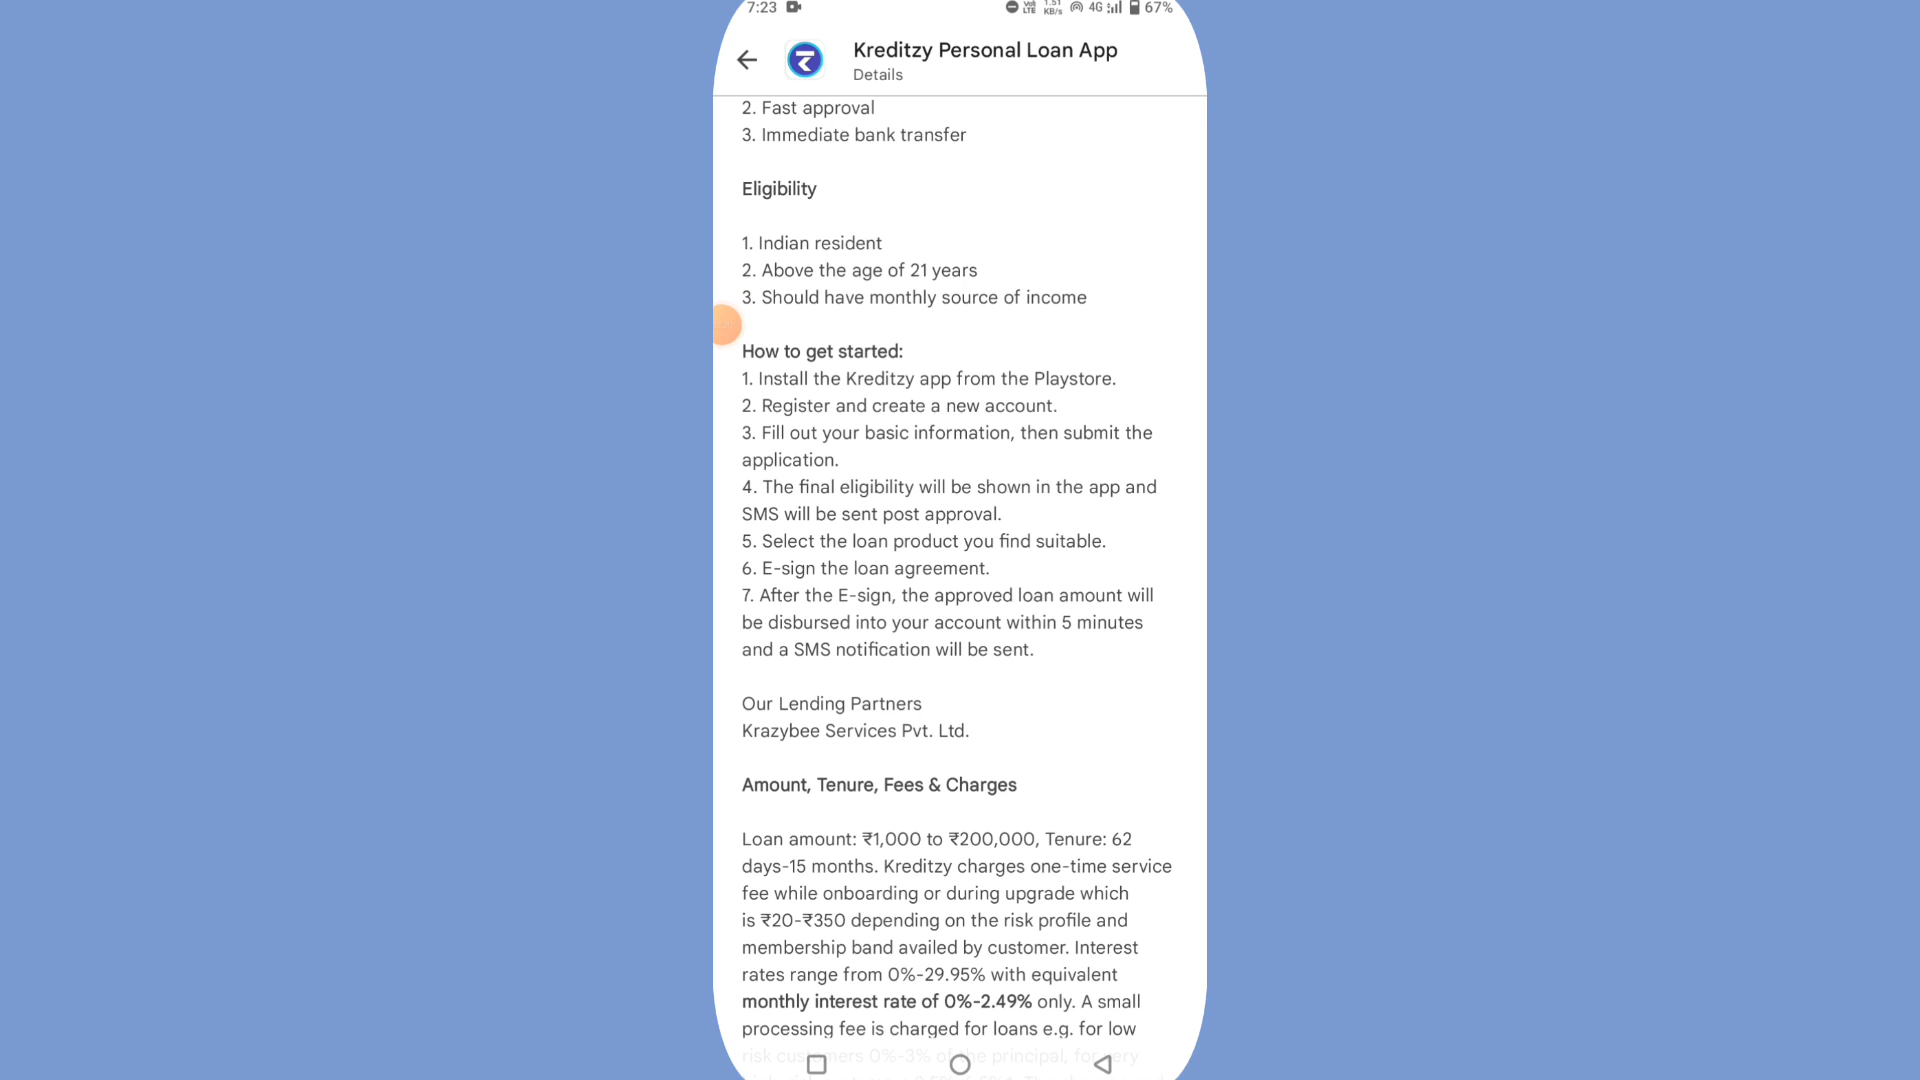 7:23
Vo) LTE 1.51 KB/s 4G 67%
Kreditzy Personal Loan App
Details
2. Fast approval
3. Immediate bank transfer
Eligibility
1. Indian resident
2. Above the age of 21 years
3. Should have monthly source of income
How to get started:
1. Install the Kreditzy app from the Playstore.
2. Register and create a new account.
3. Fill out your basic information, then submit the
application.
4. The final eligibility will be shown in the app and
SMS will be sent post approval.
5. Select the loan product you find suitable.
6. E-sign the loan agreement.
7. After the E-sign, the approved loan amount will
be disbursed into your account within 5 minutes
and a SMS notification will be sent.
Our Lending Partners
Krazybee Services Pvt. Ltd.
Amount, Tenure, Fees & Charges
Loan amount: ₹1,000 to ₹200,000, Tenure: 62
days-15 months. Kreditzy charges one-time service
fee while onboarding or during upgrade which
is ₹20-₹350 depending on the risk profile and
membership band availed by customer. Interest
rates range from 0%-29.95% with equivalent
monthly interest rate of 0%-2.49% only. A small
processing fee is charged for loans e.g. for low
risk customers 0%-3% of the principal, for very